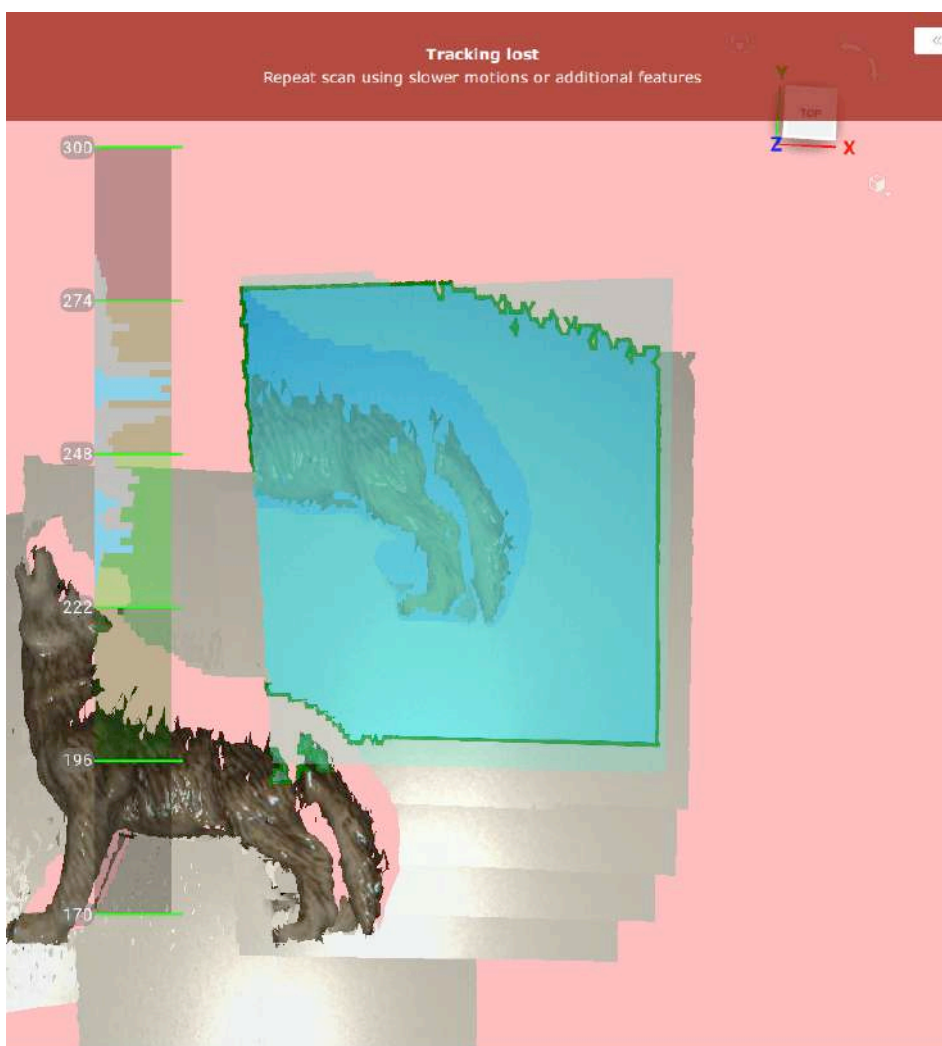 Tracking lost
Repeat scan using slower motions or additional features
«
Y
TOP
Z
X
300
274
248
222
196
170